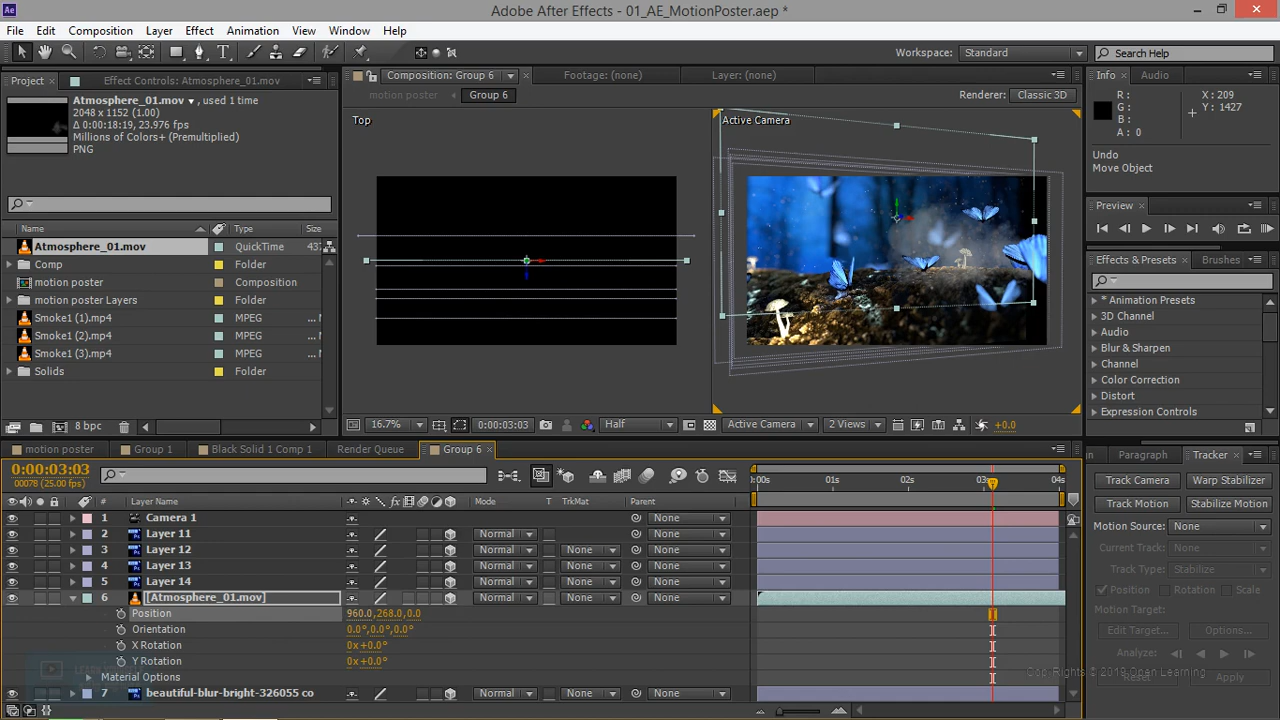 Adobe After Effects - 01_AE_MotionPoster.aep *
File Edit Composition Layer Effect Animation View Window Help
Workspace: Standard Search Help
Project Effect Controls: Atmosphere_01.mov
Composition: Group 6 Footage: (none) Layer: (none)
Info Audio
Atmosphere_01.mov , used 1 time
2048 x 1152 (1.00)
Δ 0:00:18:19, 23.976 fps
Millions of Colors+ (Premultiplied)
PNG
motion poster Group 6 Renderer: Classic 3D
R: X: 209
G: Y: 1427
B:
A: 0
Undo
Move Object
Top
Active Camera
Preview
Name Type Size
Atmosphere_01.mov QuickTime 437
Comp Folder
motion poster Composition
motion poster Layers Folder
Smoke1 (1).mp4 MPEG ...
Smoke1 (2).mp4 MPEG ...
Smoke1 (3).mp4 MPEG ...
Solids Folder
8 bpc
Effects & Presets Brushes
* Animation Presets
3D Channel
Audio
Blur & Sharpen
Channel
Color Correction
Distort
Expression Controls
16.7% 0:00:03:03 Half Active Camera 2 Views +0.0
motion poster Group 1 Black Solid 1 Comp 1 Render Queue Group 6
0:00:03:03
00078 (25.00 fps)
:00s 01s 02s 03s 04s
# Layer Name Mode T TrkMat Parent
1 Camera 1 None
2 Layer 11 Normal None
3 Layer 12 Normal None None
4 Layer 13 Normal None None
5 Layer 14 Normal None None
6 [Atmosphere_01.mov] Normal None None
Position 960.0,268.0,0.0
Orientation 0.0°,0.0°,0.0°
X Rotation 0x+0.0°
Y Rotation 0x+0.0°
Material Options
7 beautiful-blur-bright-326055 co Normal None None
Paragraph Tracker
Track Camera Warp Stabilizer
Track Motion Stabilize Motion
Motion Source: None
Current Track: None
Track Type: Stabilize
Position Rotation Scale
Motion Target:
Edit Target... Options...
Analyze:
Reset Apply
Cop Rights © 2019 Open Learning